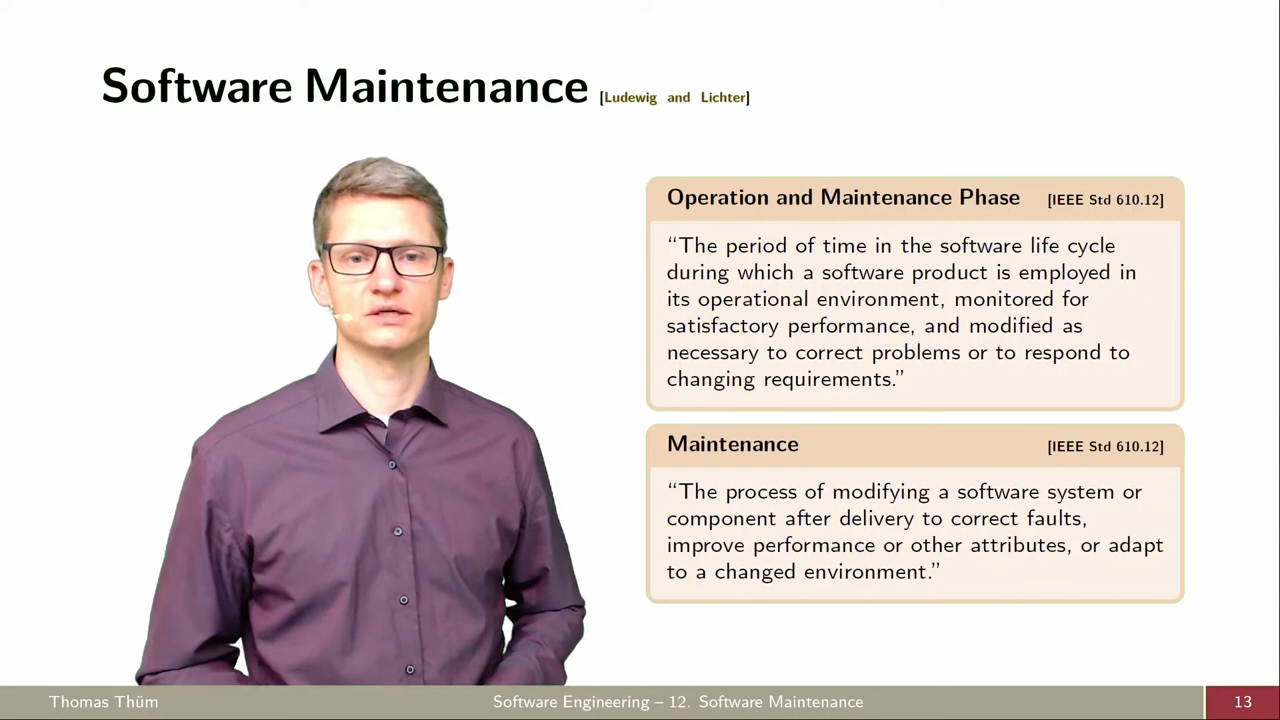 Software Maintenance [Ludewig and Lichter]
Operation and Maintenance Phase [IEEE Std 610.12]
“The period of time in the software life cycle
during which a software product is employed in
its operational environment, monitored for
satisfactory performance, and modified as
necessary to correct problems or to respond to
changing requirements.”
Maintenance [IEEE Std 610.12]
“The process of modifying a software system or
component after delivery to correct faults,
improve performance or other attributes, or adapt
to a changed environment.”
Thomas Thüm Software Engineering – 12. Software Maintenance 13